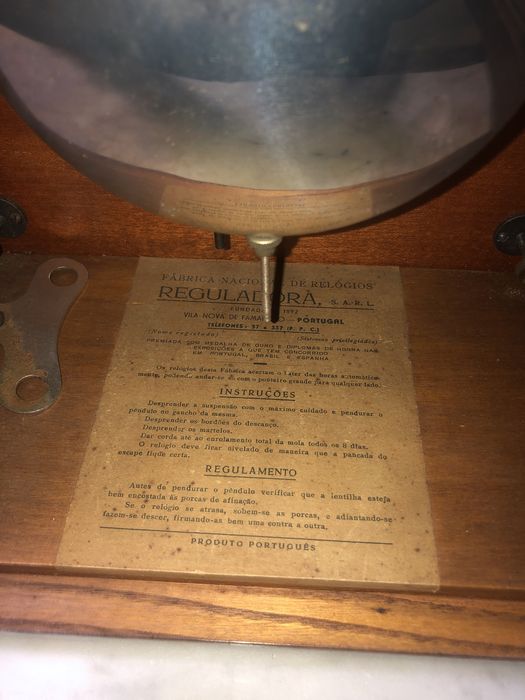 FÁBRICA NACIONAL DE RELÓGIOS
REGULADORA, S. A. R. L.
FUNDADA 1892
VILA NOVA DE FAMALICÃO — PORTUGAL
TELEFONES: 37 e 337 (P. P. C.)
(Nome registado) (Sistemas privilegiados)
PREMIADA COM MEDALHA DE OURO E DIPLOMAS DE HONRA NAS
EXPOSIÇÕES A QUE TEM CONCORRIDO
EM PORTUGAL, BRASIL E ESPANHA
Os relógios desta Fábrica acertam o bater das horas automàtica-
mente, podendo andar-se com o ponteiro grande para qualquer lado.
INSTRUÇÕES
Desprender a suspensão com o máximo cuidado e pendurar o
pêndulo no gancho da mesma.
Desprender os bordões do descanço.
Desprender os martelos.
Dar corda até ao enrolamento total da mola todos os 8 dias.
O relógio deve ficar nivelado de maneira que a pancada do
escape fique certa.
REGULAMENTO
Antes de pendurar o pêndulo verificar que a lentilha esteja
bem encostada às porcas de afinação.
Se o relógio se atrasa, sobem-se as porcas, e adiantando-se
fazem-se descer, firmando-as bem uma contra a outra.
PRODUTO PORTUGUÊS